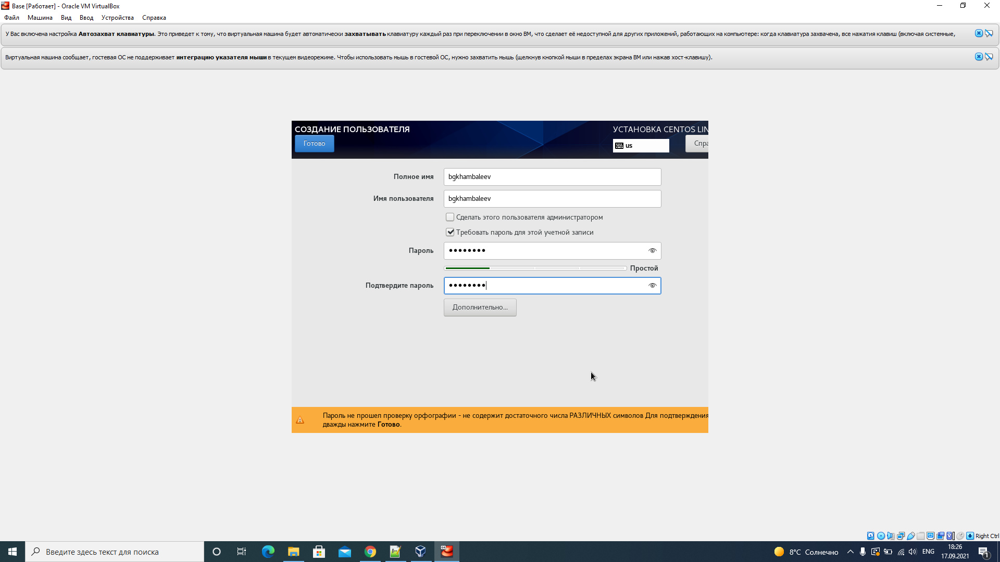 Base [Работает] - Oracle VM VirtualBox
Файл Машина Вид Ввод Устройства Справка
У Вас включена настройка Автозахват клавиатуры. Это приведет к тому, что виртуальная машина будет автоматически захватывать клавиатуру каждый раз при переключении в окно ВМ, что сделает её недоступной для других приложений, работающих на компьютере: когда клавиатура захвачена, все нажатия клавиш (включая системные,
Виртуальная машина сообщает, гостевая ОС не поддерживает интеграцию указателя мыши в текущем видеорежиме. Чтобы использовать мышь в гостевой ОС, нужно захватить мышь (щелкнув кнопкой мыши в пределах экрана ВМ или нажав хост-клавишу).
СОЗДАНИЕ ПОЛЬЗОВАТЕЛЯ УСТАНОВКА CENTOS LIN
Готово us Спра
Полное имя bgkhambaleev
Имя пользователя bgkhambaleev
Сделать этого пользователя администратором
Требовать пароль для этой учетной записи
Пароль ••••••••
Простой
Подтвердите пароль ••••••••
Дополнительно...
Пароль не прошел проверку орфографии - не содержит достаточного числа РАЗЛИЧНЫХ символов Для подтверждения
дважды нажмите Готово.
Right Ctrl
Введите здесь текст для поиска 8°C Солнечно ENG 18:26
17.09.2021
1